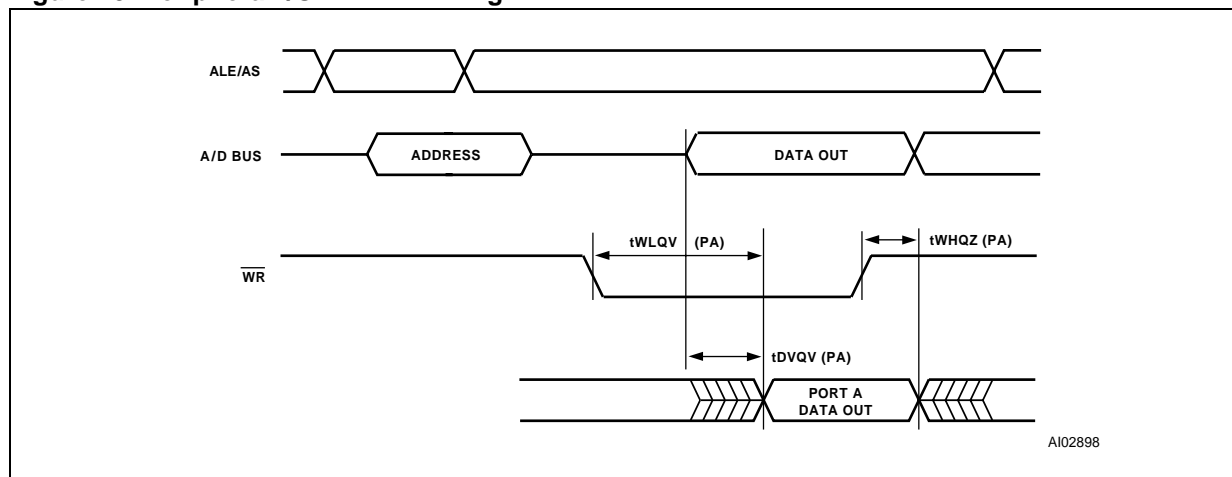 ALE/AS
A/D BUS
ADDRESS
DATA OUT
tWLQV (PA)
tWHQZ (PA)
WR
tDVQV (PA)
PORT A
DATA OUT
AI02898